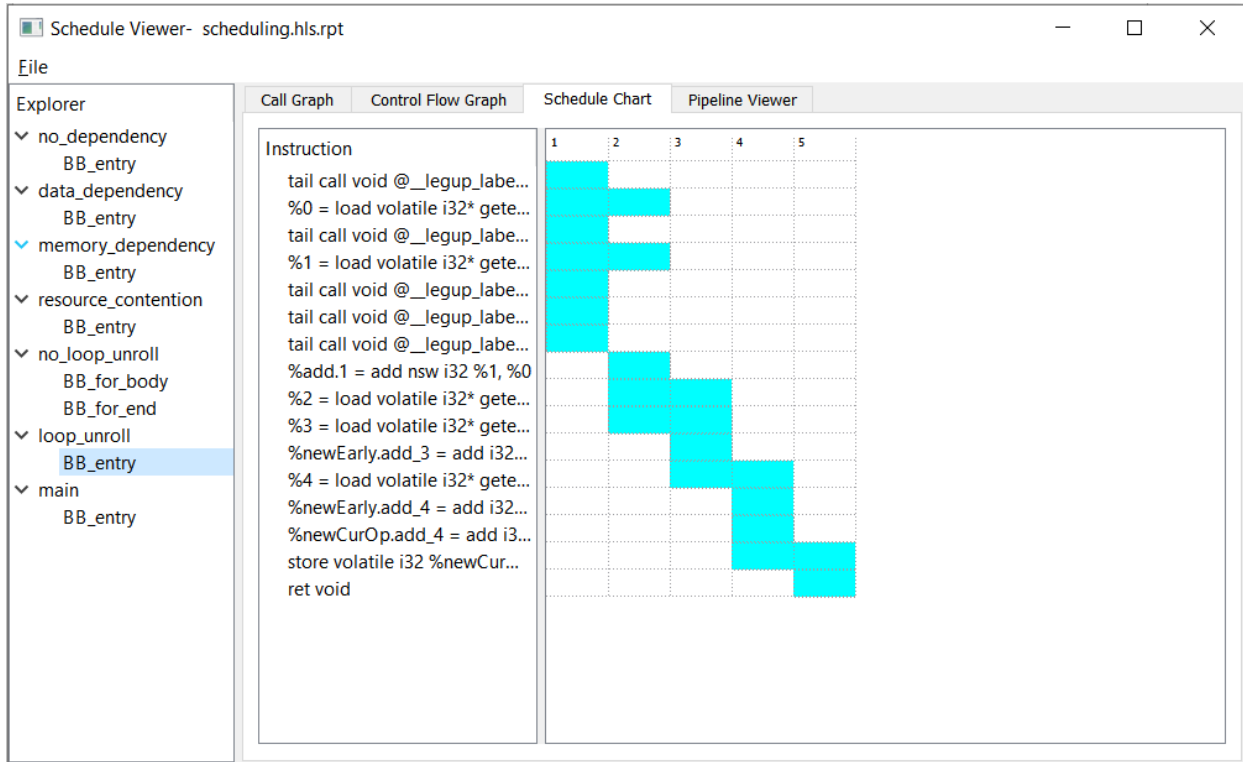 Schedule Viewer- scheduling.hls.rpt
File
Explorer
no_dependency
BB_entry
data_dependency
BB_entry
memory_dependency
BB_entry
resource_contention
BB_entry
no_loop_unroll
BB_for_body
BB_for_end
loop_unroll
BB_entry
main
BB_entry
Call Graph Control Flow Graph Schedule Chart Pipeline Viewer
Instruction
tail call void @__legup_labe...
%0 = load volatile i32* gete...
tail call void @__legup_labe...
%1 = load volatile i32* gete...
tail call void @__legup_labe...
tail call void @__legup_labe...
tail call void @__legup_labe...
%add.1 = add nsw i32 %1, %0
%2 = load volatile i32* gete...
%3 = load volatile i32* gete...
%newEarly.add_3 = add i32...
%4 = load volatile i32* gete...
%newEarly.add_4 = add i32...
%newCurOp.add_4 = add i3...
store volatile i32 %newCur...
ret void
1 2 3 4 5